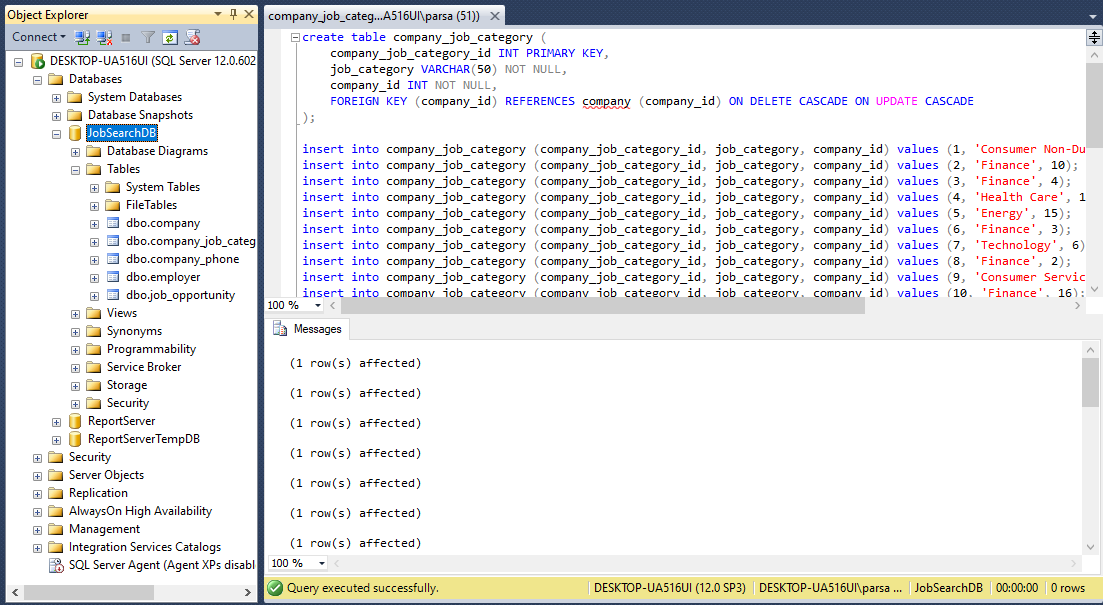 Object Explorer
Connect
DESKTOP-UA516UI (SQL Server 12.0.602
Databases
System Databases
Database Snapshots
JobSearchDB
Database Diagrams
Tables
System Tables
FileTables
dbo.company
dbo.company_job_categ
dbo.company_phone
dbo.employer
dbo.job_opportunity
Views
Synonyms
Programmability
Service Broker
Storage
Security
ReportServer
ReportServerTempDB
Security
Server Objects
Replication
AlwaysOn High Availability
Management
Integration Services Catalogs
SQL Server Agent (Agent XPs disabl
company_job_categ...A516UI\parsa (51))
create table company_job_category (
company_job_category_id INT PRIMARY KEY,
job_category VARCHAR(50) NOT NULL,
company_id INT NOT NULL,
FOREIGN KEY (company_id) REFERENCES company (company_id) ON DELETE CASCADE ON UPDATE CASCADE
);
insert into company_job_category (company_job_category_id, job_category, company_id) values (1, 'Consumer Non-Du
insert into company_job_category (company_job_category_id, job_category, company_id) values (2, 'Finance', 10);
insert into company_job_category (company_job_category_id, job_category, company_id) values (3, 'Finance', 4);
insert into company_job_category (company_job_category_id, job_category, company_id) values (4, 'Health Care', 1
insert into company_job_category (company_job_category_id, job_category, company_id) values (5, 'Energy', 15);
insert into company_job_category (company_job_category_id, job_category, company_id) values (6, 'Finance', 3);
insert into company_job_category (company_job_category_id, job_category, company_id) values (7, 'Technology', 6)
insert into company_job_category (company_job_category_id, job_category, company_id) values (8, 'Finance', 2);
insert into company_job_category (company_job_category_id, job_category, company_id) values (9, 'Consumer Servic
insert into company_job_category (company_job_category_id, job_category, company_id) values (10, 'Finance', 16);
100 %
Messages
(1 row(s) affected)
(1 row(s) affected)
(1 row(s) affected)
(1 row(s) affected)
(1 row(s) affected)
(1 row(s) affected)
(1 row(s) affected)
100 %
Query executed successfully.
DESKTOP-UA516UI (12.0 SP3)
DESKTOP-UA516UI\parsa ...
JobSearchDB
00:00:00
0 rows